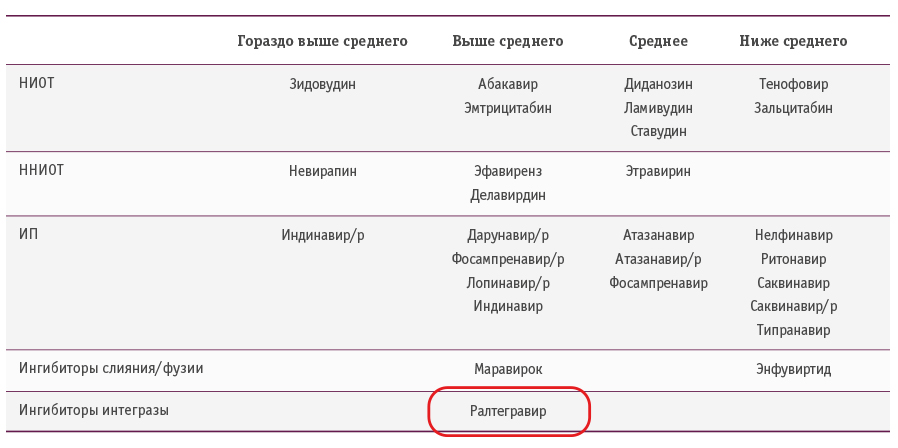 Гораздо выше среднего Выше среднего Среднее Ниже среднего
НИОТ Зидовудин Абакавир Диданозин Тенофовир
Эмтрицитабин Ламивудин Зальцитабин
Ставудин
ННИОТ Невирапин Эфавиренз Этравирин
Делавирдин
ИП Индинавир/р Дарунавир/р Атазанавир Нелфинавир
Фосампренавир/р Атазанавир/р Ритонавир
Лопинавир/р Фосампренавир Саквинавир
Индинавир Саквинавир/р
Типранавир
Ингибиторы слияния/фузии Маравирок Энфувиртид
Ингибиторы интегразы Ралтегравир